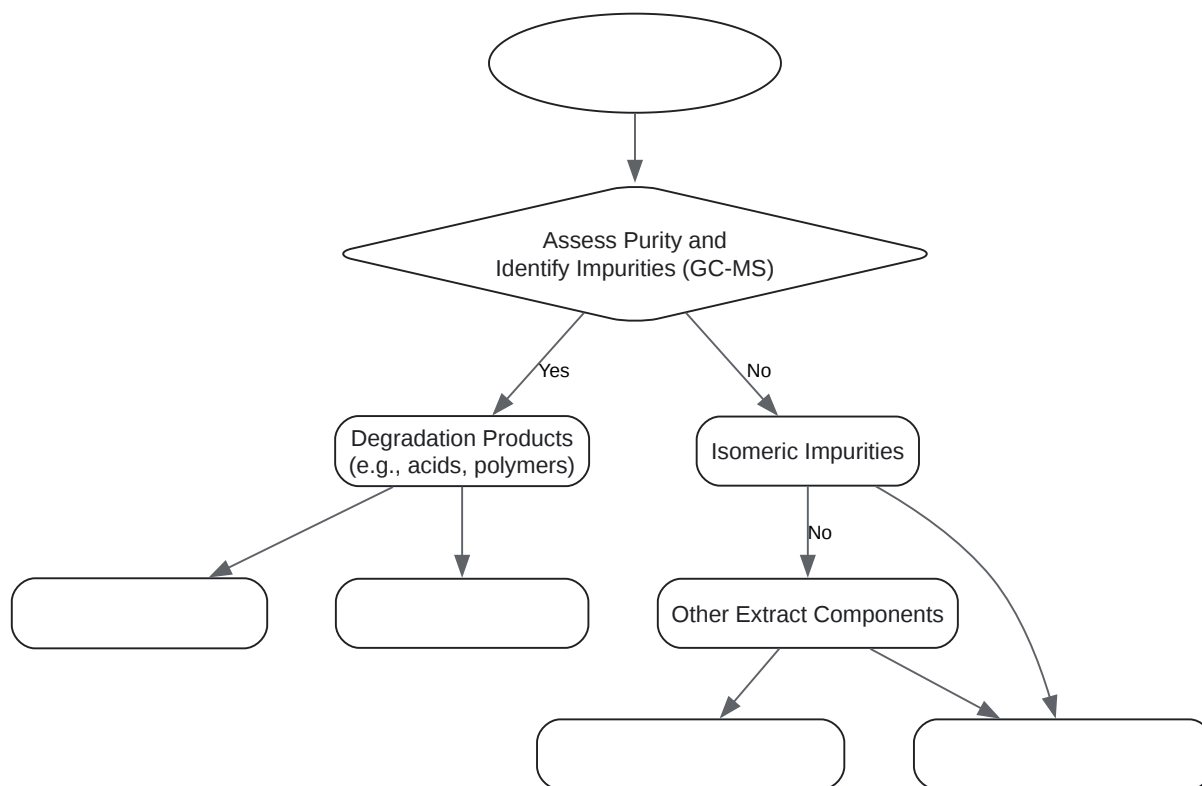 Assess Purity and
Identify Impurities (GC-MS)
Yes
No
Degradation Products
(e.g., acids, polymers)
Isomeric Impurities
No
Other Extract Components